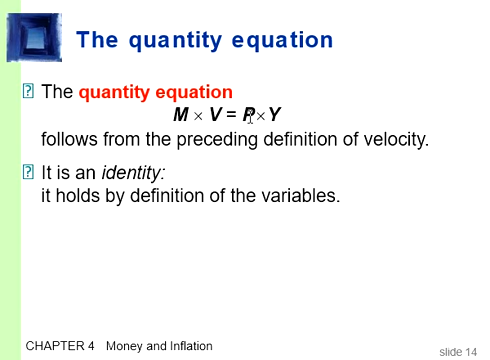 The quantity equation
The quantity equation
M × V = P × Y
follows from the preceding definition of velocity.
It is an identity:
it holds by definition of the variables.
CHAPTER 4 Money and Inflation
slide 14